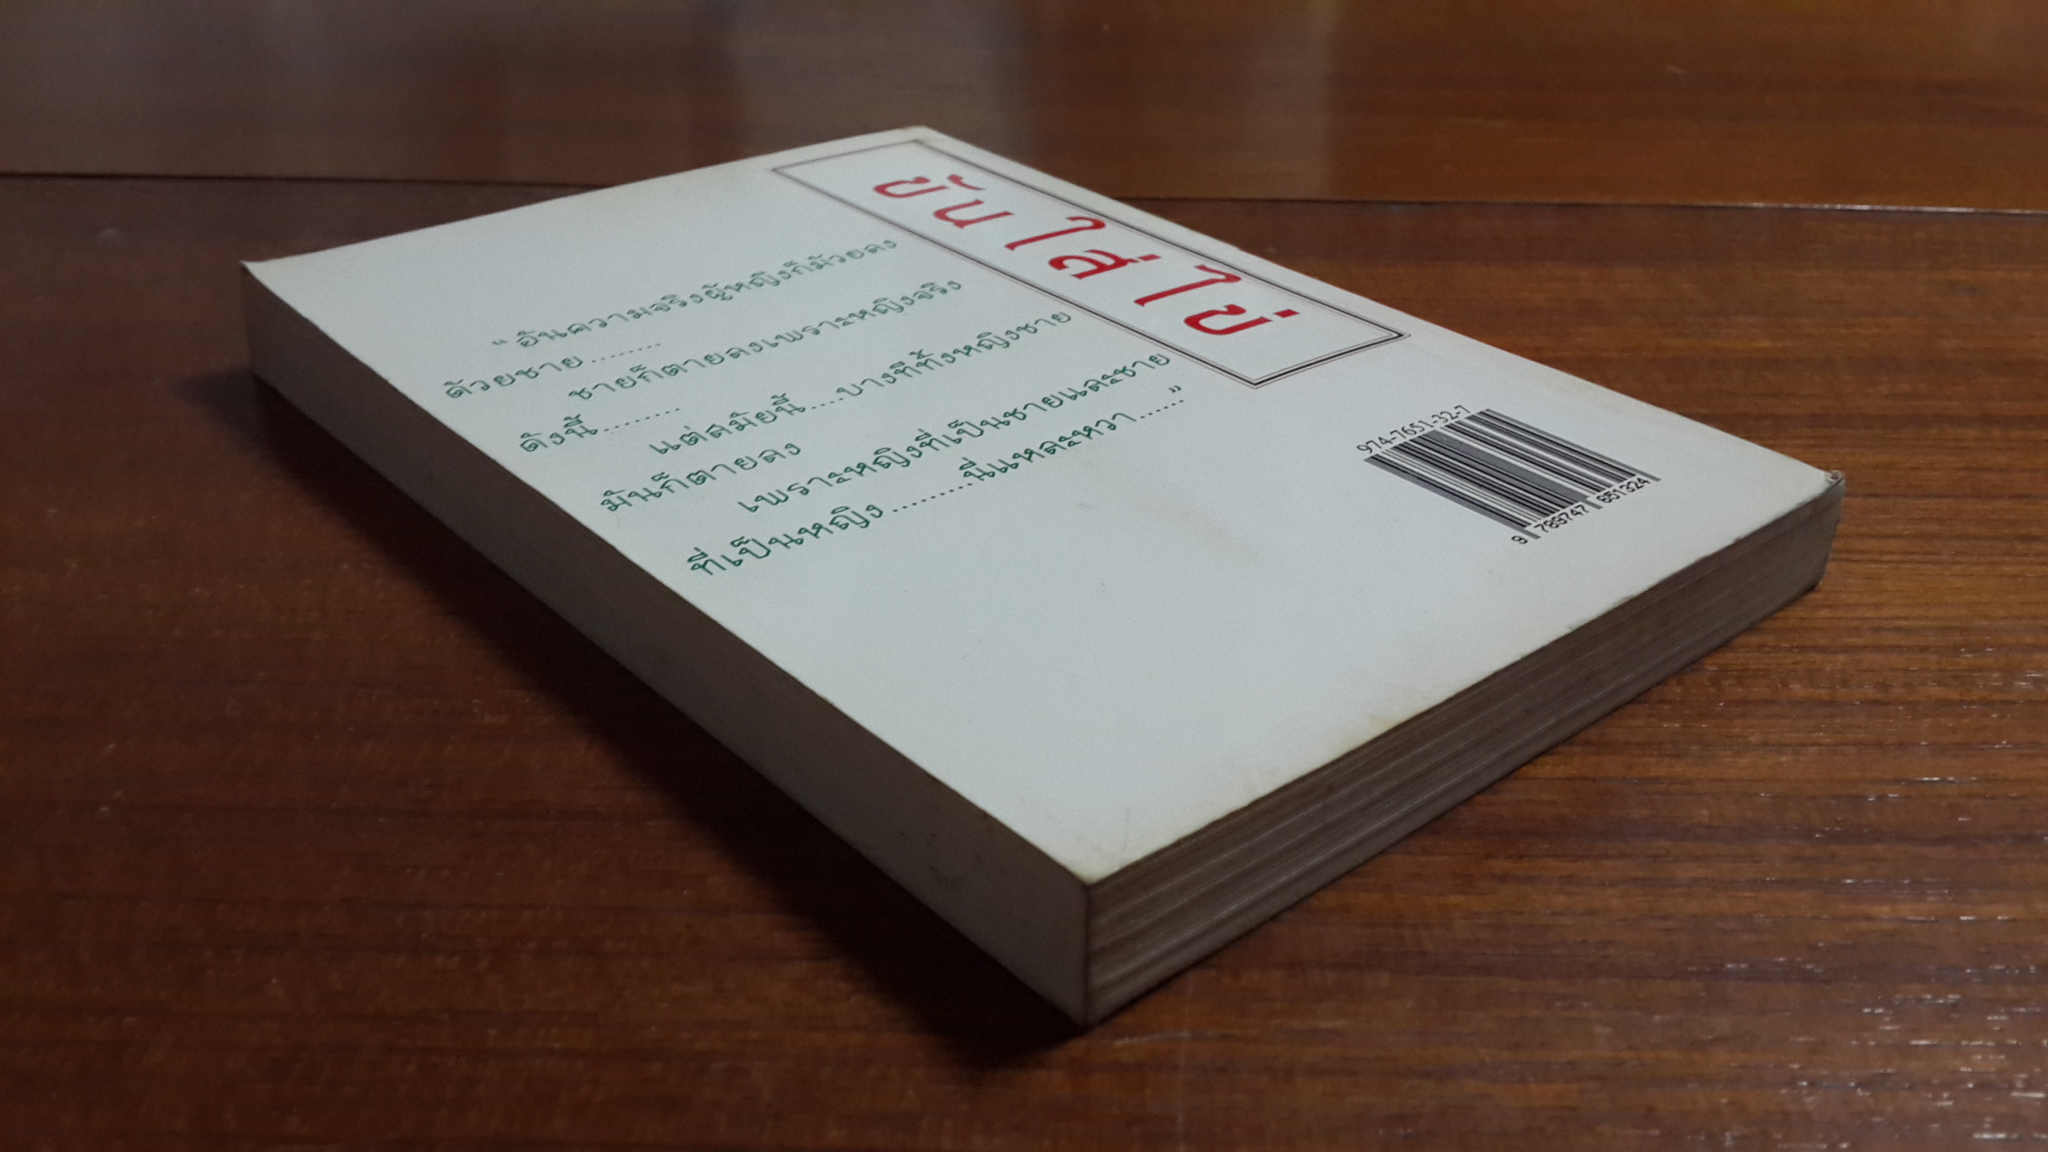 ขันใส่ไข่
“ อันความจริงผู้หญิงก็ม้วยลง
ด้วยชาย.........
ชายก็ตายลงเพราะหญิงจริง
ดังนี้.........
แต่สมัยนี้....บางทีทั้งหญิงชาย
มันก็ตายลง
เพราะหญิงที่เป็นชายและชาย
ที่เป็นหญิง.........นี่แหละหวา......”
974-7651-32-7
9 789747 651324